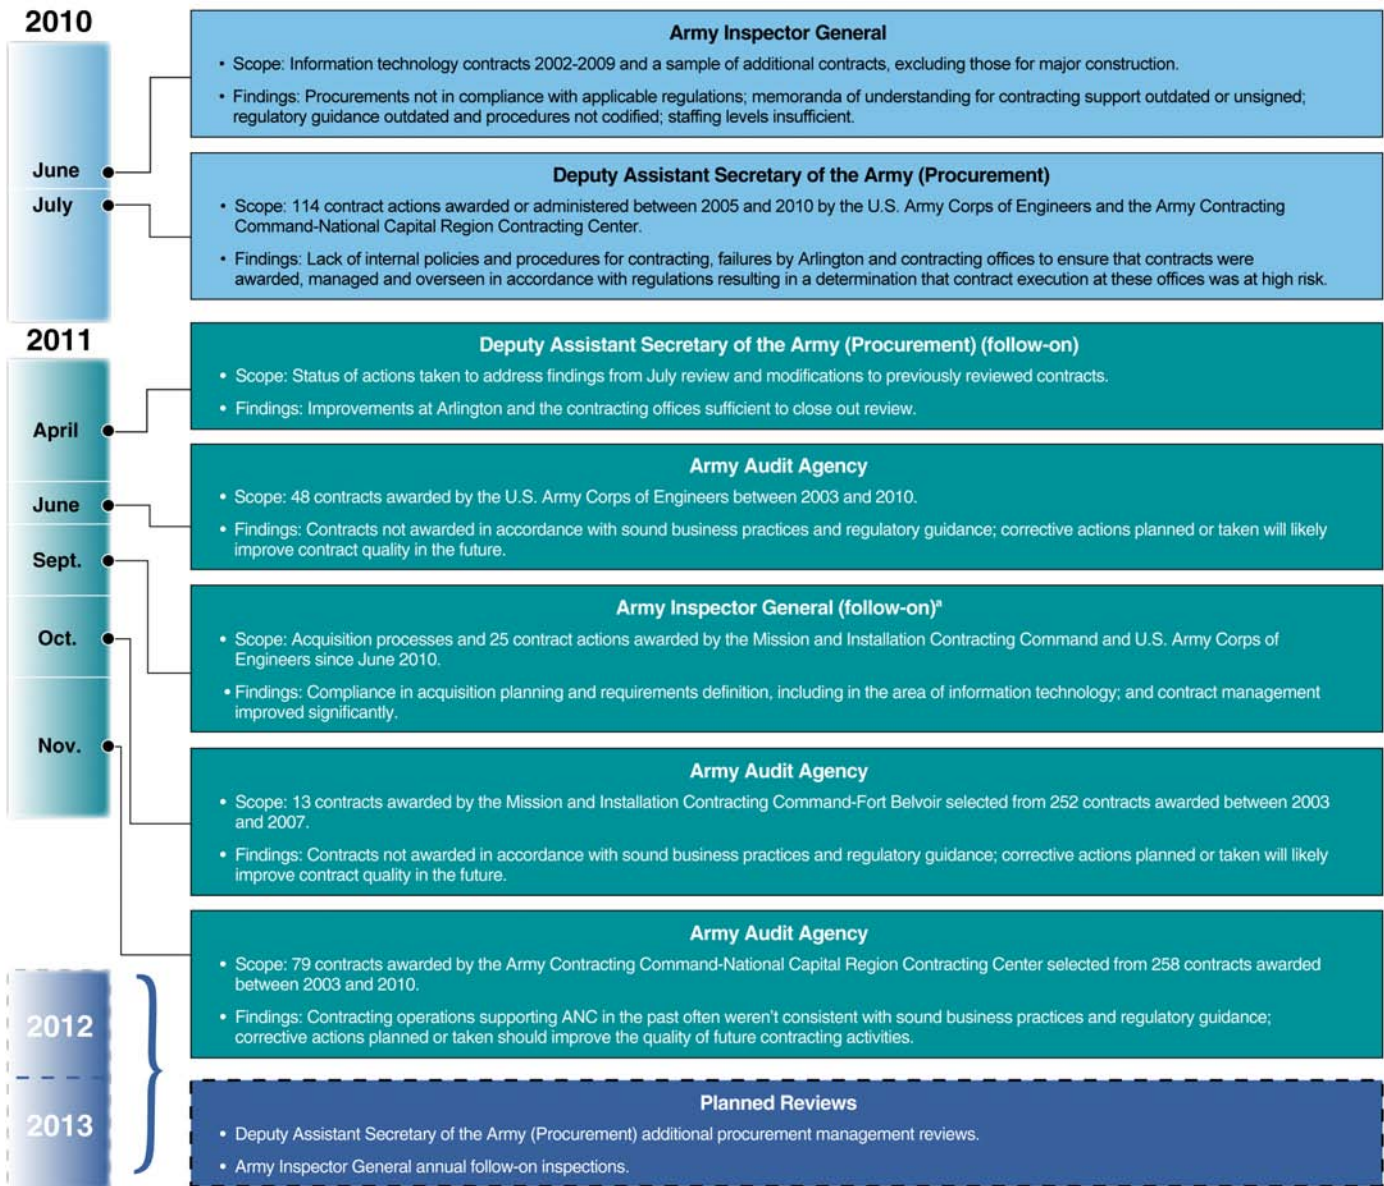 2010
June
July
Army Inspector General
• Scope: Information technology contracts 2002-2009 and a sample of additional contracts, excluding those for major construction.
• Findings: Procurements not in compliance with applicable regulations; memoranda of understanding for contracting support outdated or unsigned;
regulatory guidance outdated and procedures not codified; staffing levels insufficient.
Deputy Assistant Secretary of the Army (Procurement)
• Scope: 114 contract actions awarded or administered between 2005 and 2010 by the U.S. Army Corps of Engineers and the Army Contracting
Command-National Capital Region Contracting Center.
• Findings: Lack of internal policies and procedures for contracting, failures by Arlington and contracting offices to ensure that contracts were
awarded, managed and overseen in accordance with regulations resulting in a determination that contract execution at these offices was at high risk.
2011
April
June
Sept.
Oct.
Nov.
Deputy Assistant Secretary of the Army (Procurement) (follow-on)
• Scope: Status of actions taken to address findings from July review and modifications to previously reviewed contracts.
• Findings: Improvements at Arlington and the contracting offices sufficient to close out review.
Army Audit Agency
• Scope: 48 contracts awarded by the U.S. Army Corps of Engineers between 2003 and 2010.
• Findings: Contracts not awarded in accordance with sound business practices and regulatory guidance; corrective actions planned or taken will likely
improve contract quality in the future.
Army Inspector General (follow-on)ª
• Scope: Acquisition processes and 25 contract actions awarded by the Mission and Installation Contracting Command and U.S. Army Corps of
Engineers since June 2010.
• Findings: Compliance in acquisition planning and requirements definition, including in the area of information technology; and contract management
improved significantly.
Army Audit Agency
• Scope: 13 contracts awarded by the Mission and Installation Contracting Command-Fort Belvoir selected from 252 contracts awarded between 2003
and 2007.
• Findings: Contracts not awarded in accordance with sound business practices and regulatory guidance; corrective actions planned or taken will likely
improve contract quality in the future.
Army Audit Agency
• Scope: 79 contracts awarded by the Army Contracting Command-National Capital Region Contracting Center selected from 258 contracts awarded
between 2003 and 2010.
• Findings: Contracting operations supporting ANC in the past often weren't consistent with sound business practices and regulatory guidance;
corrective actions planned or taken should improve the quality of future contracting activities.
2012
2013
Planned Reviews
• Deputy Assistant Secretary of the Army (Procurement) additional procurement management reviews.
• Army Inspector General annual follow-on inspections.